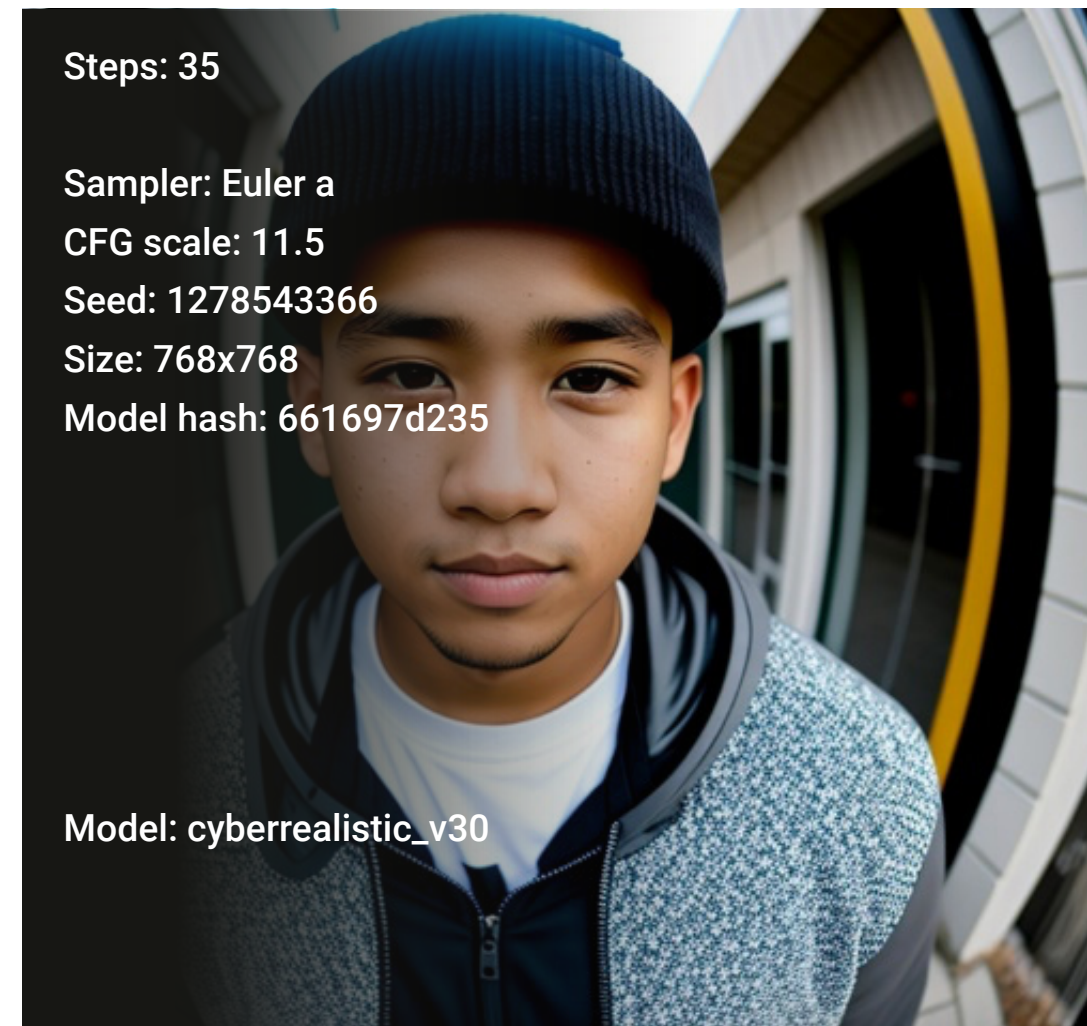 Steps: 35
Sampler: Euler a
CFG scale: 11.5
Seed: 1278543366
Size: 768x768
Model hash: 661697d235
Model: cyberrealistic_v30